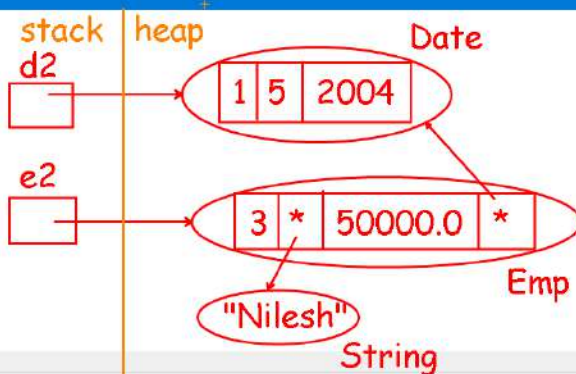 stack heap
Date
d2
1 5 2004
e2
3 * 50000.0 *
Emp
"Nilesh"
String